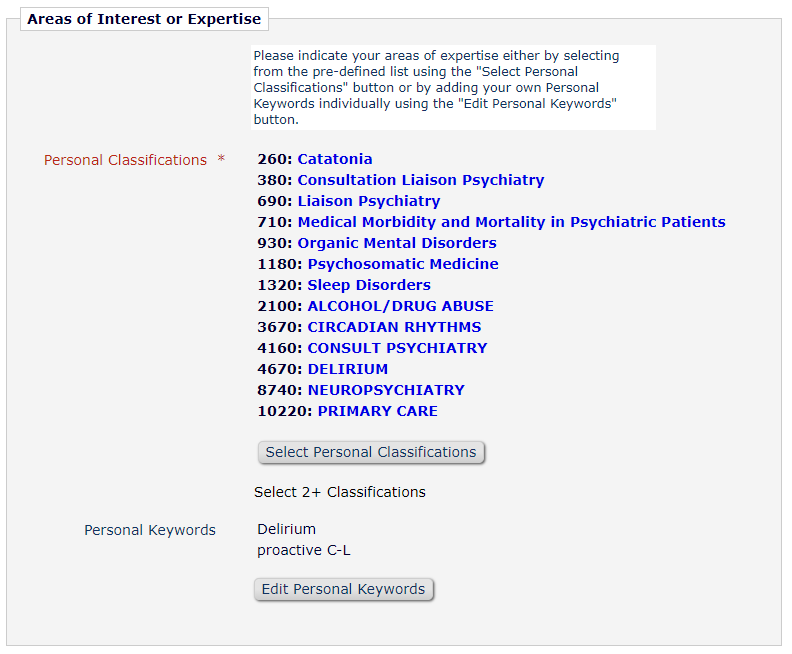 Areas of Interest or Expertise
Please indicate your areas of expertise either by selecting
from the pre-defined list using the "Select Personal
Classifications" button or by adding your own Personal
Keywords individually using the "Edit Personal Keywords"
button.
Personal Classifications *
260: Catatonia
380: Consultation Liaison Psychiatry
690: Liaison Psychiatry
710: Medical Morbidity and Mortality in Psychiatric Patients
930: Organic Mental Disorders
1180: Psychosomatic Medicine
1320: Sleep Disorders
2100: ALCOHOL/DRUG ABUSE
3670: CIRCADIAN RHYTHMS
4160: CONSULT PSYCHIATRY
4670: DELIRIUM
8740: NEUROPSYCHIATRY
10220: PRIMARY CARE
Select Personal Classifications
Select 2+ Classifications
Personal Keywords
Delirium
proactive C-L
Edit Personal Keywords